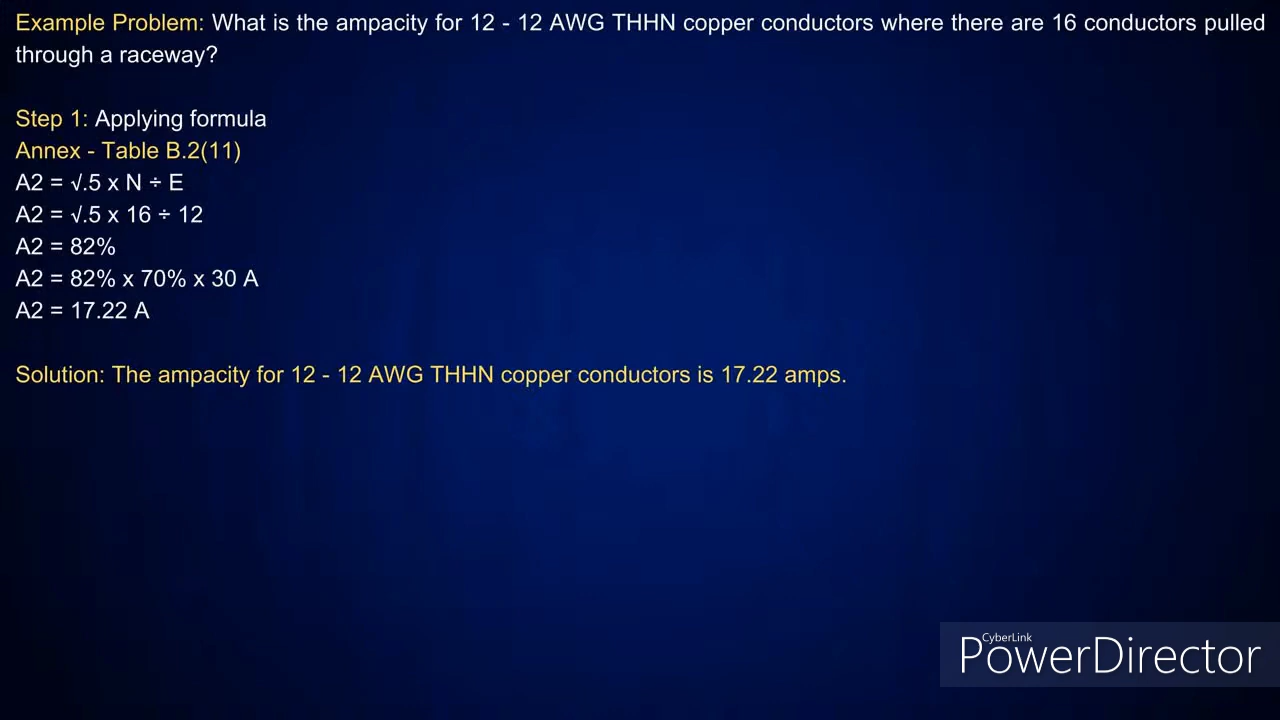 Example Problem: What is the ampacity for 12 - 12 AWG THHN copper conductors where there are 16 conductors pulled
through a raceway?
Step 1: Applying formula
Annex - Table B.2(11)
A2 = √.5 x N ÷ E
A2 = √.5 x 16 ÷ 12
A2 = 82%
A2 = 82% x 70% x 30 A
A2 = 17.22 A
Solution: The ampacity for 12 - 12 AWG THHN copper conductors is 17.22 amps.
CyberLink
PowerDirector